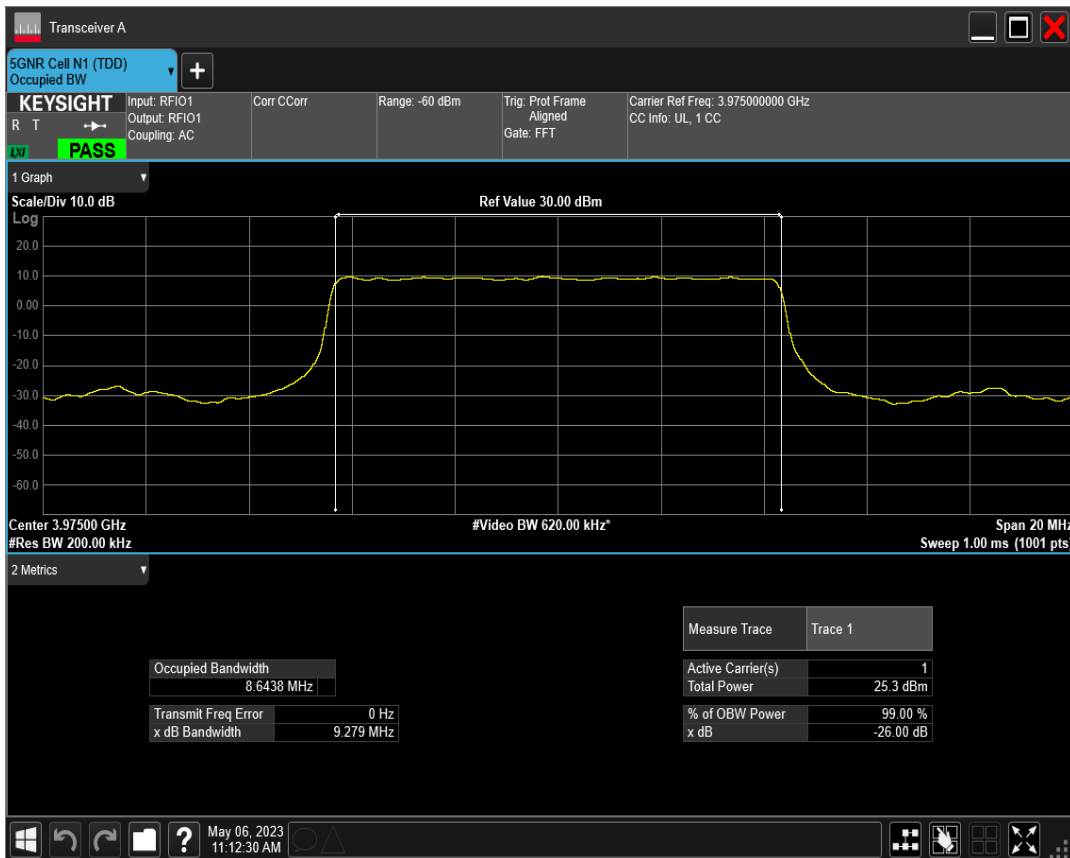 Transceiver A
5GNR Cell N1 (TDD)
Occupied BW
+
KEYSIGHT
R T
LXI
PASS
Input: RFIO1
Output: RFIO1
Coupling: AC
Corr CCorr
Range: -60 dBm
Trig: Prot Frame
Aligned
Gate: FFT
Carrier Ref Freq: 3.975000000 GHz
CC Info: UL, 1 CC
1 Graph
Scale/Div 10.0 dB
Ref Value 30.00 dBm
Log
20.0
10.0
0.00
-10.0
-20.0
-30.0
-40.0
-50.0
-60.0
Center 3.97500 GHz
#Video BW 620.00 kHz*
Span 20 MHz
#Res BW 200.00 kHz
Sweep 1.00 ms (1001 pts)
2 Metrics
Measure Trace Trace 1
Occupied Bandwidth
8.6438 MHz
Active Carrier(s) 1
Total Power 25.3 dBm
Transmit Freq Error 0 Hz
x dB Bandwidth 9.279 MHz
% of OBW Power 99.00 %
x dB -26.00 dB
?
May 06, 2023
11:12:30 AM